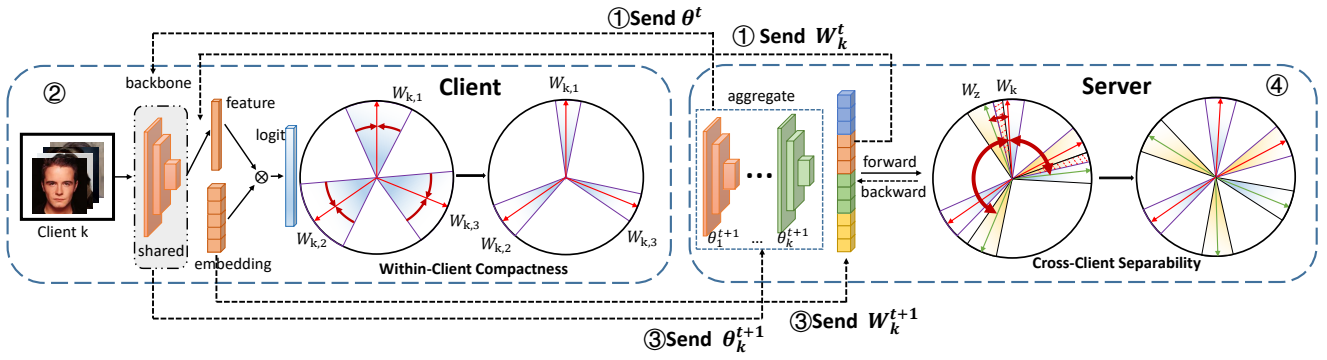 ①Send θ^t
① Send W_k^t
②
backbone
Client
feature
logit
W_k,1
W_k,1
W_k,2
W_k,3
W_k,2
W_k,3
Client k
shared
embedding
Within-Client Compactness
aggregate
Server
④
W_z
W_k
forward
backward
θ_1^{t+1} ... θ_k^{t+1}
Cross-Client Separability
③Send θ_k^{t+1}
③Send W_k^{t+1}